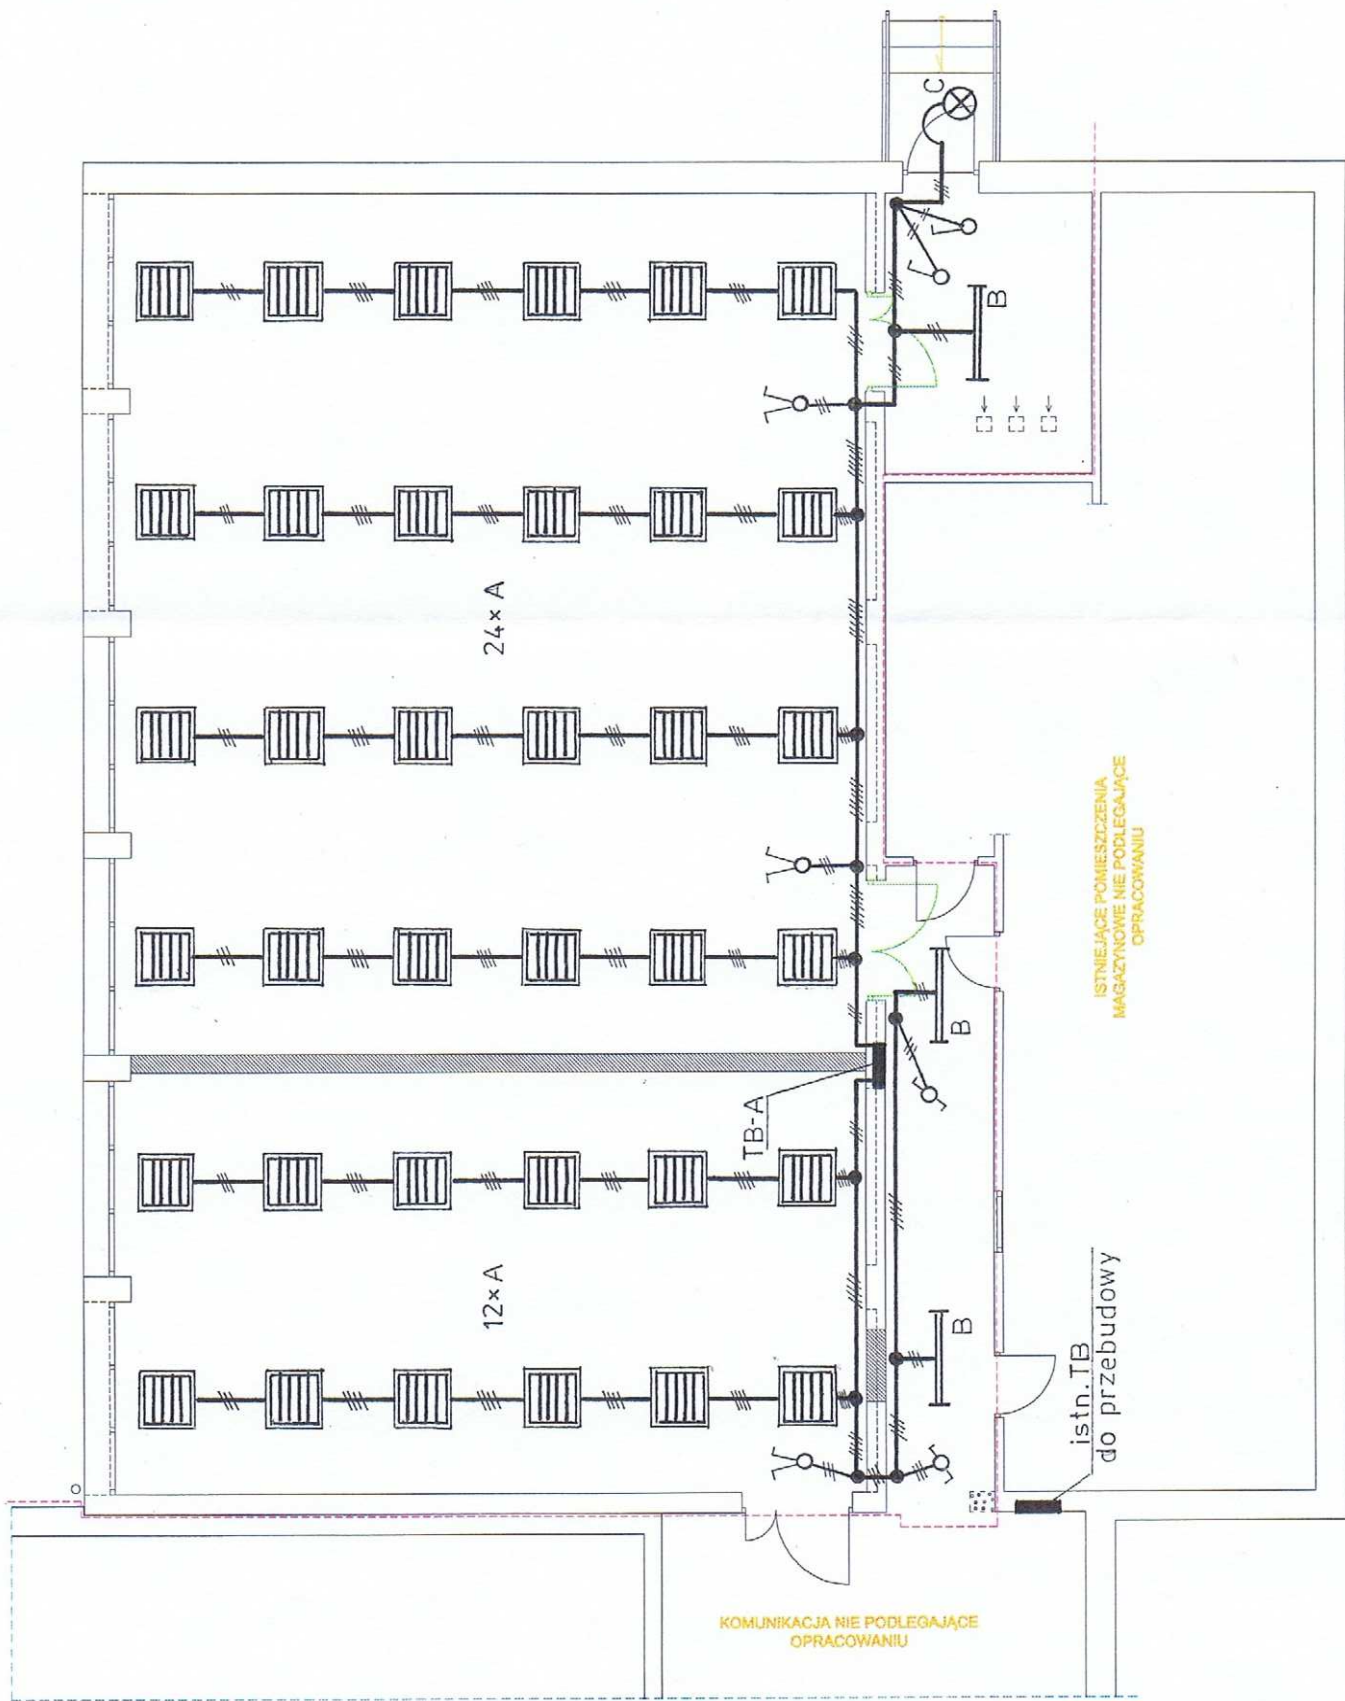 C
B
24× A
ISTNIEJĄCE POMIESZCZENIA
MAGAZYNOWE NIE PODLEGAJĄCE
OPRACOWANIU
B
TB-A
12× A
B
istn. TB
do przebudowy
KOMUNIKACJA NIE PODLEGAJĄCE
OPRACOWANIU